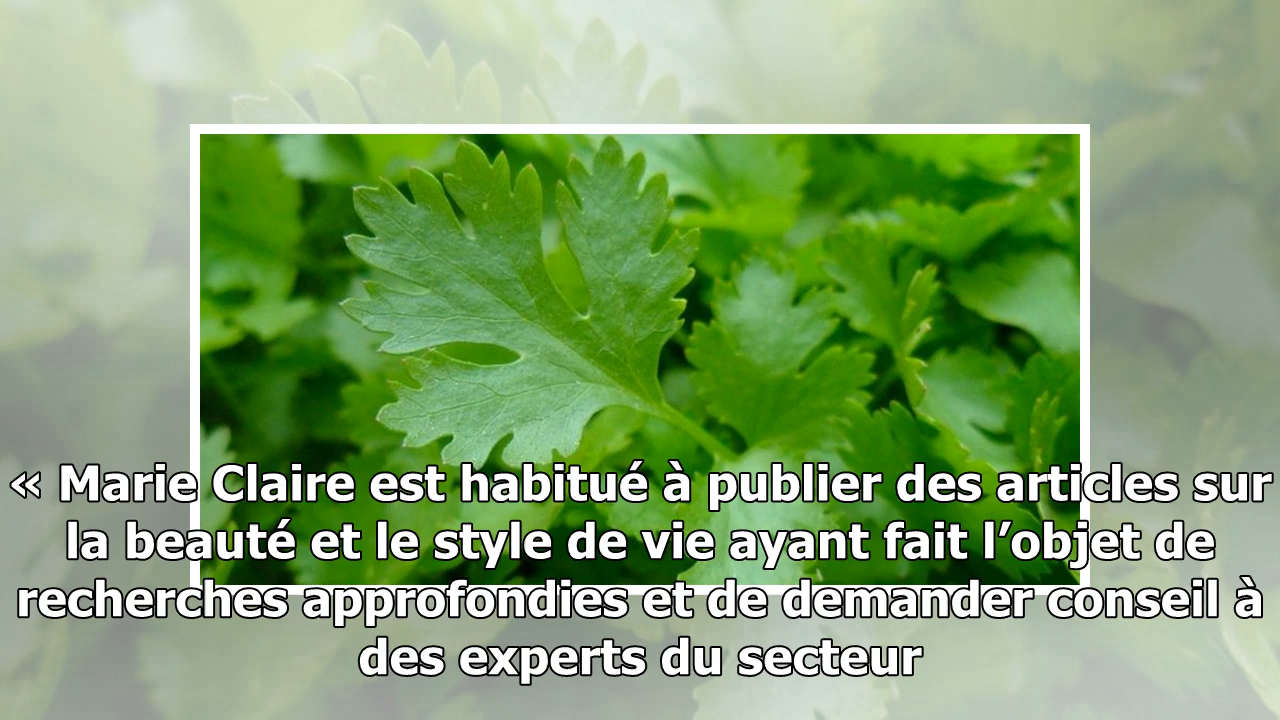 « Marie Claire est habitué à publier des articles sur
la beauté et le style de vie ayant fait l’objet de
recherches approfondies et de demander conseil à
des experts du secteur